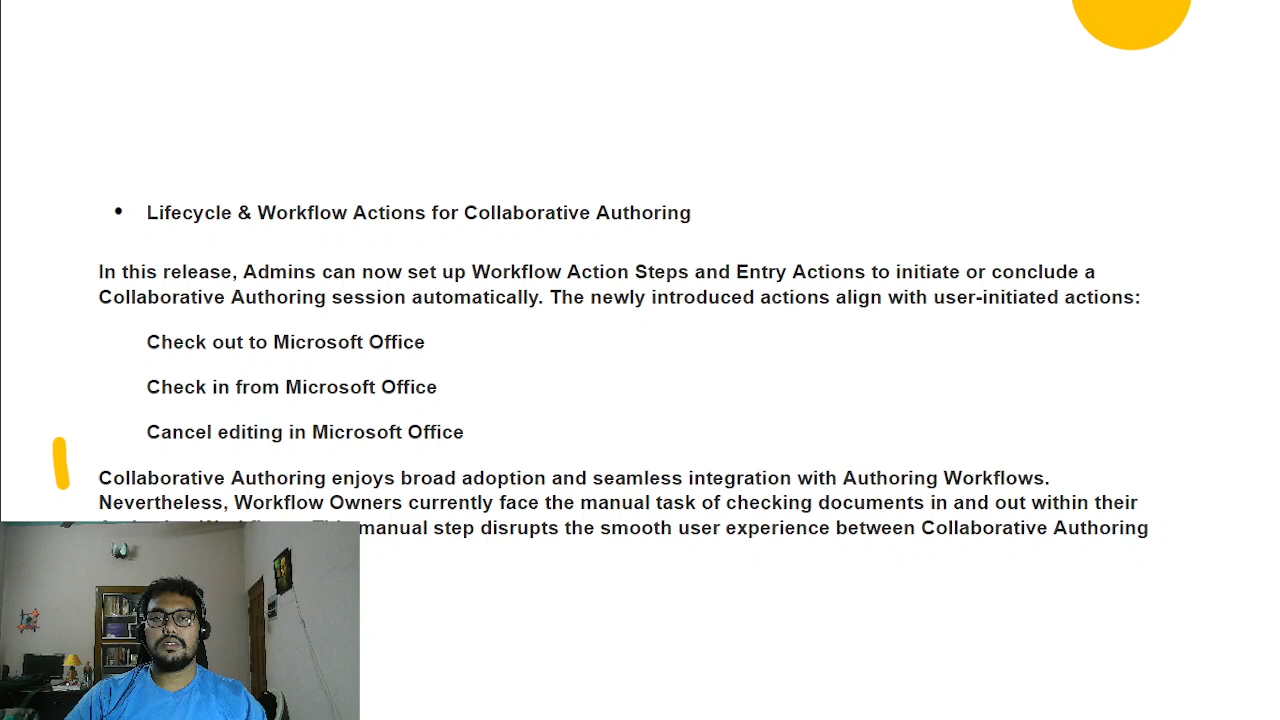 • Lifecycle & Workflow Actions for Collaborative Authoring
In this release, Admins can now set up Workflow Action Steps and Entry Actions to initiate or conclude a
Collaborative Authoring session automatically. The newly introduced actions align with user-initiated actions:
Check out to Microsoft Office
Check in from Microsoft Office
Cancel editing in Microsoft Office
Collaborative Authoring enjoys broad adoption and seamless integration with Authoring Workflows.
Nevertheless, Workflow Owners currently face the manual task of checking documents in and out within their
manual step disrupts the smooth user experience between Collaborative Authoring